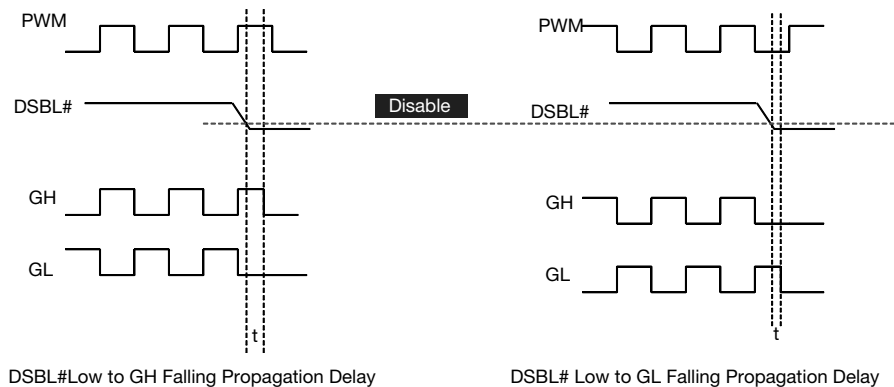 PWM
DSBL#
GH
GL
t
DSBL#Low to GH Falling Propagation Delay
Disable
PWM
DSBL#
GH
GL
t
DSBL# Low to GL Falling Propagation Delay